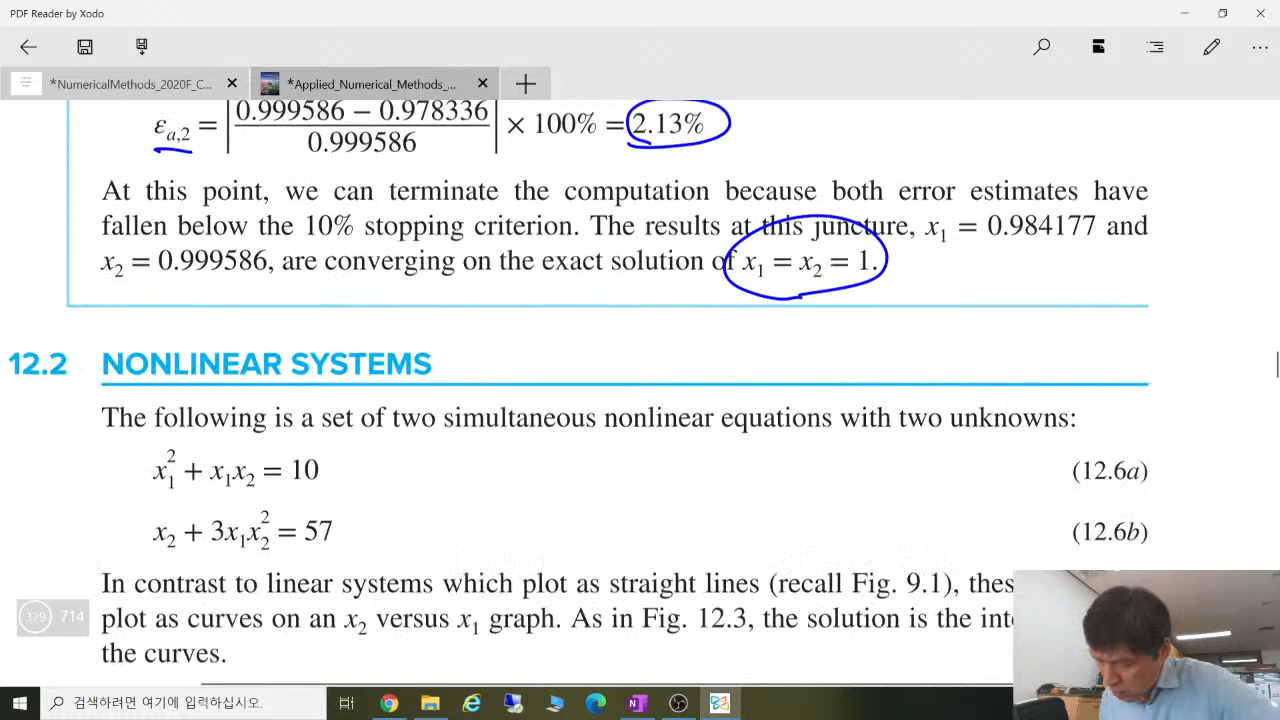 PDF Reader by Xodo
*NumericalMethods_2020F_C...
*Applied_Numerical_Methods_...
εa,2 = | 0.999586 − 0.978336 / 0.999586 | × 100% = 2.13%
At this point, we can terminate the computation because both error estimates have
fallen below the 10% stopping criterion. The results at this juncture, x1 = 0.984177 and
x2 = 0.999586, are converging on the exact solution of x1 = x2 = 1.
12.2 NONLINEAR SYSTEMS
The following is a set of two simultaneous nonlinear equations with two unknowns:
x1² + x1x2 = 10 (12.6a)
x2 + 3x1x2² = 57 (12.6b)
In contrast to linear systems which plot as straight lines (recall Fig. 9.1), thes
plot as curves on an x2 versus x1 graph. As in Fig. 12.3, the solution is the int
the curves.
329 714
검색하려면 여기에 입력하십시오.